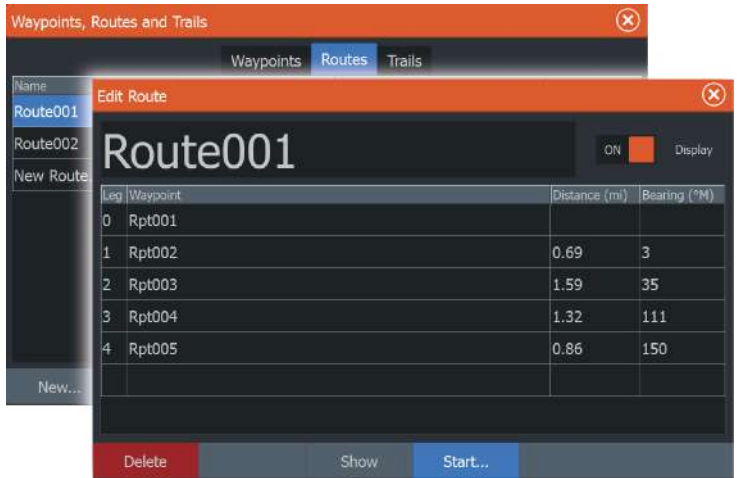 Waypoints, Routes and Trails
Waypoints Routes Trails
Name
Route001
Route002
New Route
New...
Edit Route
Route001
ON Display
Leg Waypoint Distance (mi) Bearing (°M)
0 Rpt001
1 Rpt002 0.69 3
2 Rpt003 1.59 35
3 Rpt004 1.32 111
4 Rpt005 0.86 150
Delete Show Start...